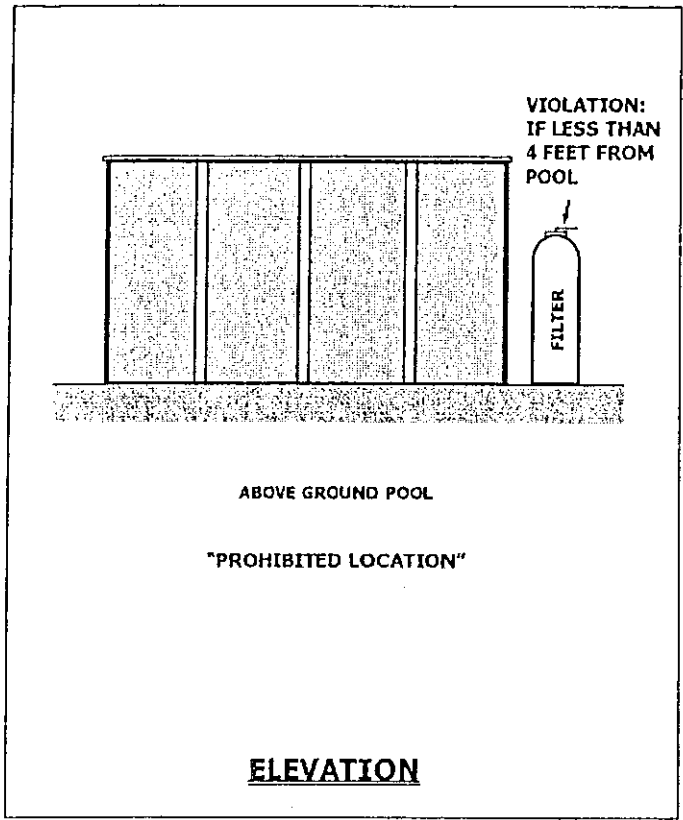 VIOLATION:
IF LESS THAN
4 FEET FROM
POOL
FILTER
ABOVE GROUND POOL
"PROHIBITED LOCATION"
ELEVATION